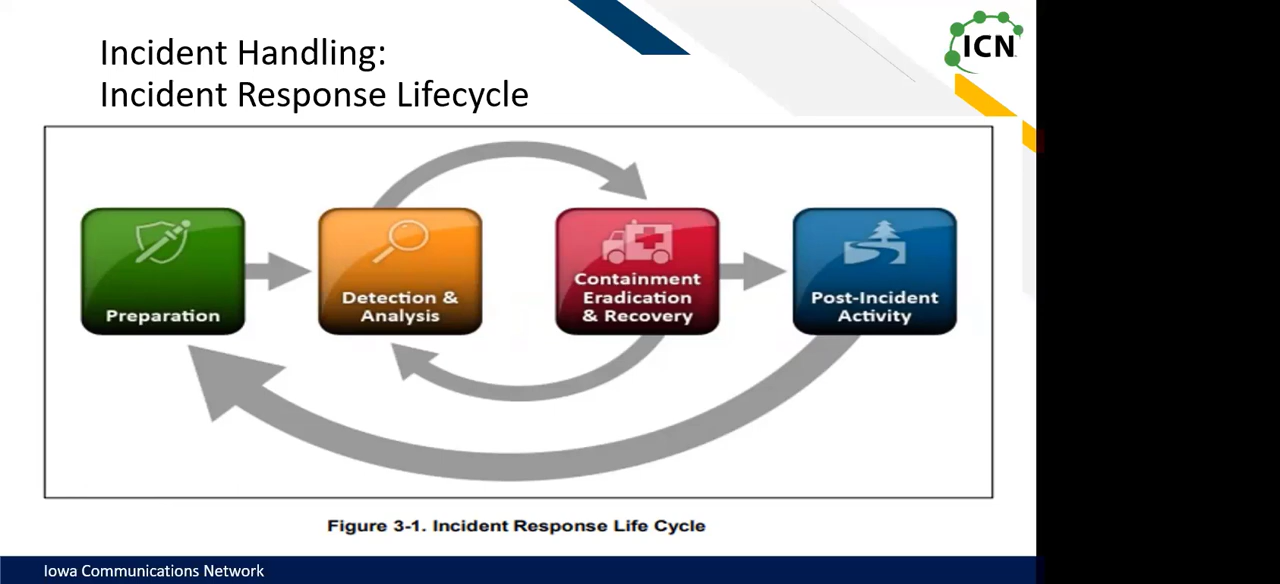 Incident Handling:
Incident Response Lifecycle
ICN
Preparation
Detection &
Analysis
Containment
Eradication
& Recovery
Post-Incident
Activity
Figure 3-1. Incident Response Life Cycle
Iowa Communications Network